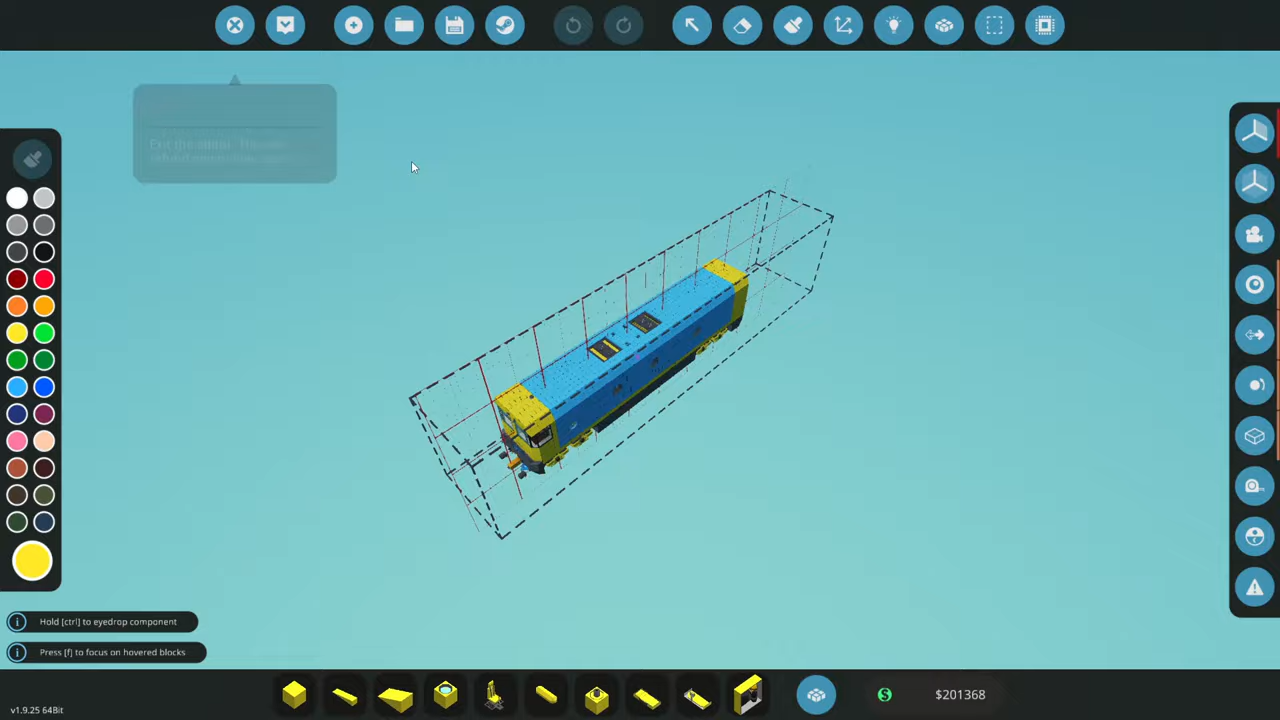 Hold [ctrl] to eyedrop component
Press [f] to focus on hovered blocks
v1.9.25 64Bit
$ $201368